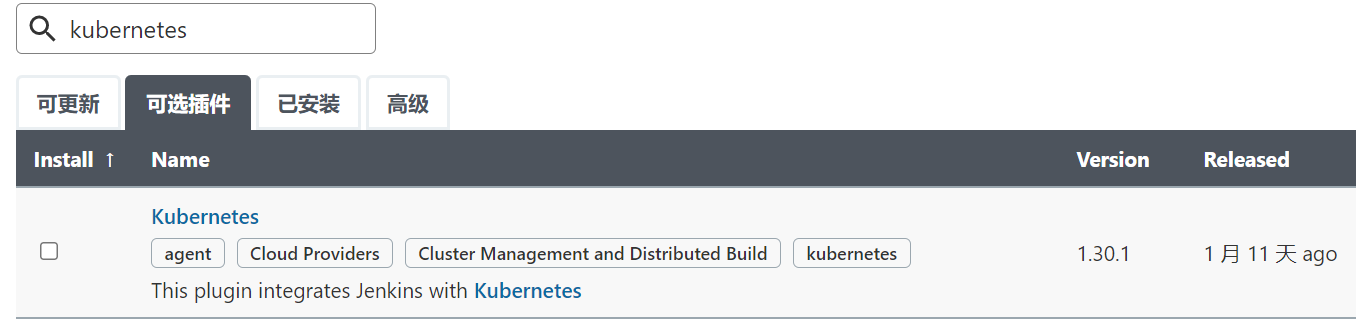 kubernetes
可更新 可选插件 已安装 高级
Install ↑ Name Version Released
Kubernetes
agent Cloud Providers Cluster Management and Distributed Build kubernetes 1.30.1 1 月 11 天 ago
This plugin integrates Jenkins with Kubernetes